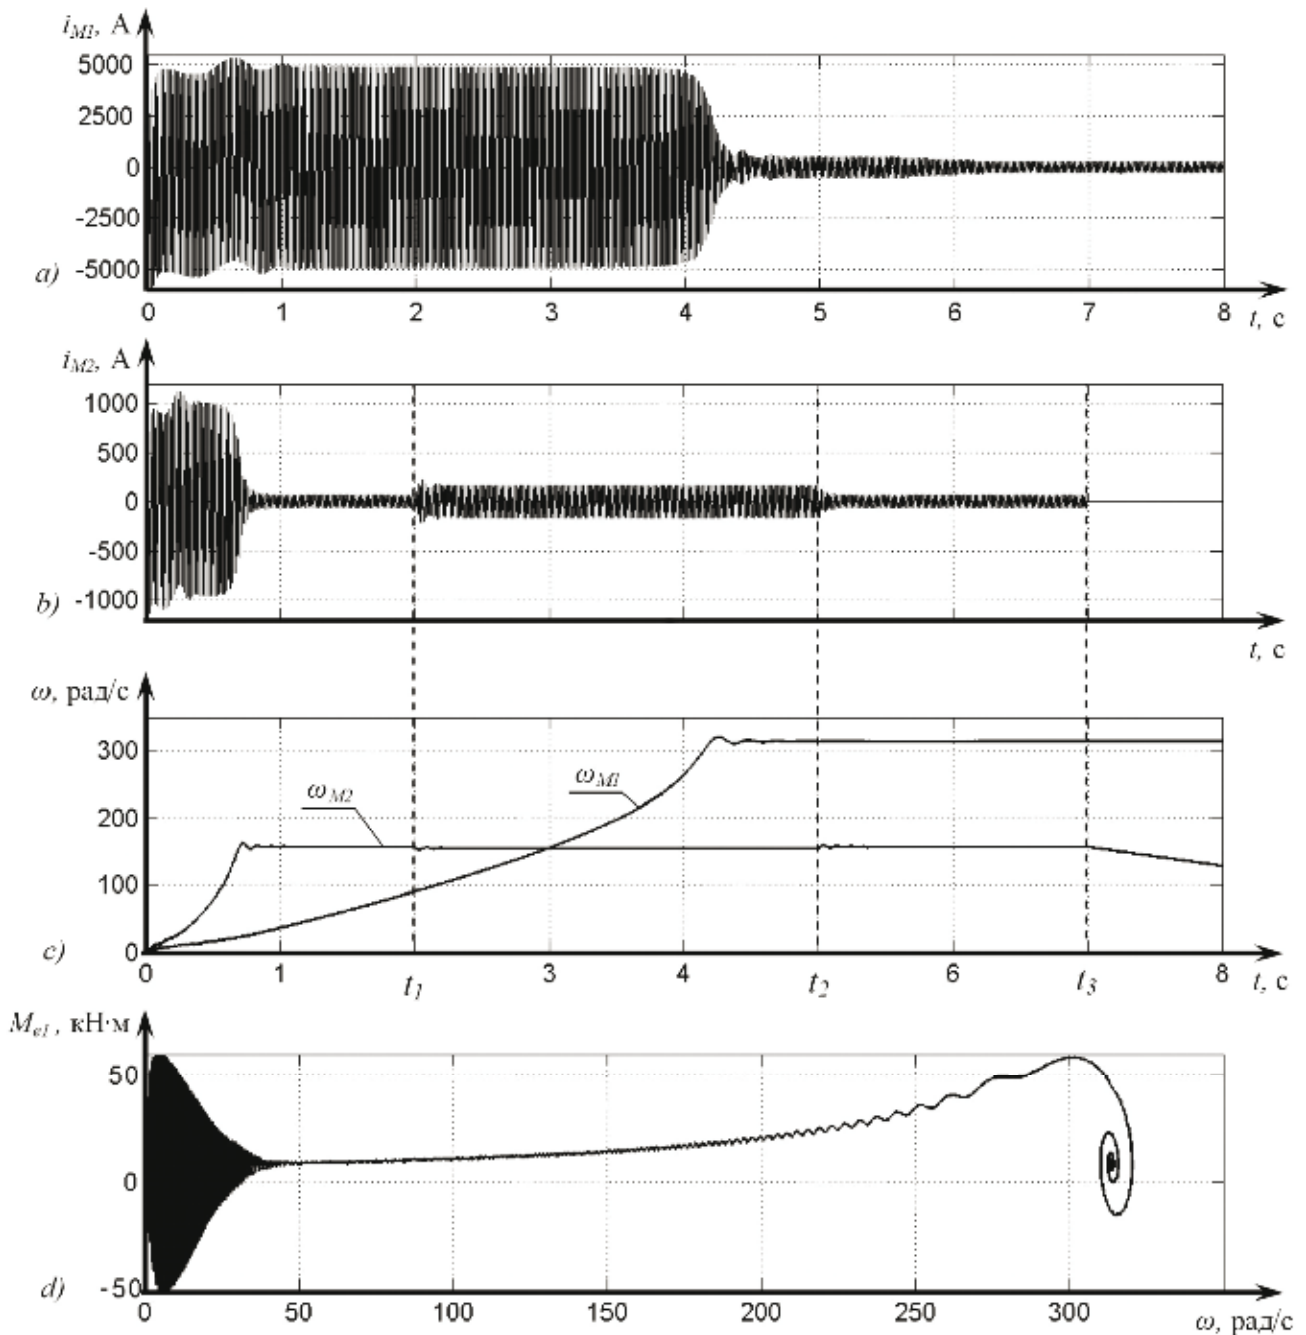 i_M1, А
5000
2500
0
-2500
-5000
a)
0 1 2 3 4 5 6 7 8 t, с
i_M2, А
1000
500
0
-500
-1000
b)
t, с
ω, рад/с
300
200
100
0
ω_M2
ω_M1
c)
0 1 t_1 3 4 t_2 6 t_3 8 t, с
M_e1, кН·м
50
0
-50
d)
0 50 100 150 200 250 300
ω, рад/с